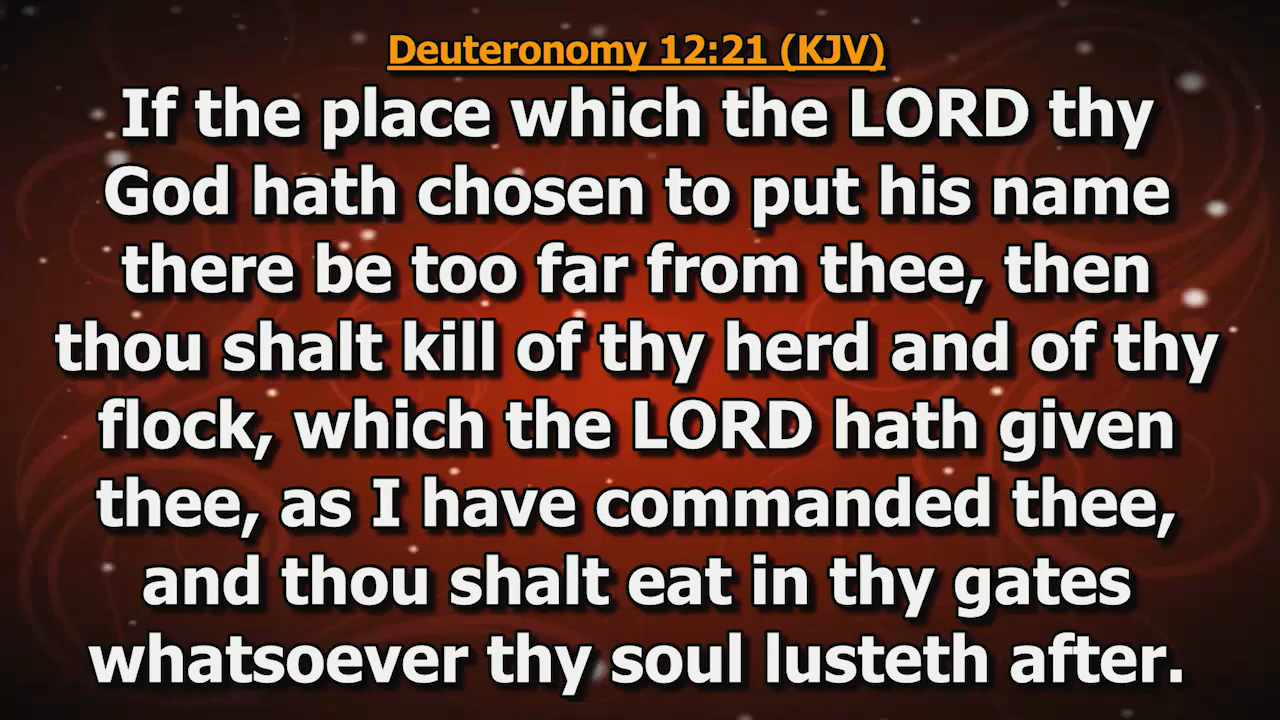 Deuteronomy 12:21 (KJV)
If the place which the LORD thy
God hath chosen to put his name
there be too far from thee, then
thou shalt kill of thy herd and of thy
flock, which the LORD hath given
thee, as I have commanded thee,
and thou shalt eat in thy gates
whatsoever thy soul lusteth after.